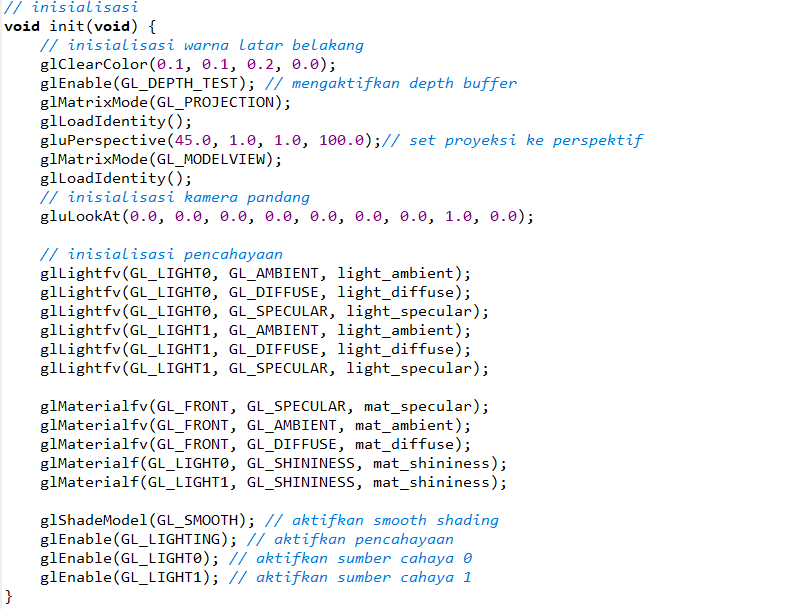 // inisialisasi
void init(void) {
    // inisialisasi warna latar belakang
    glClearColor(0.1, 0.1, 0.2, 0.0);
    glEnable(GL_DEPTH_TEST); // mengaktifkan depth buffer
    glMatrixMode(GL_PROJECTION);
    glLoadIdentity();
    gluPerspective(45.0, 1.0, 1.0, 100.0);// set proyeksi ke perspektif
    glMatrixMode(GL_MODELVIEW);
    glLoadIdentity();
    // inisialisasi kamera pandang
    gluLookAt(0.0, 0.0, 0.0, 0.0, 0.0, 0.0, 0.0, 1.0, 0.0);

    // inisialisasi pencahayaan
    glLightfv(GL_LIGHT0, GL_AMBIENT, light_ambient);
    glLightfv(GL_LIGHT0, GL_DIFFUSE, light_diffuse);
    glLightfv(GL_LIGHT0, GL_SPECULAR, light_specular);
    glLightfv(GL_LIGHT1, GL_AMBIENT, light_ambient);
    glLightfv(GL_LIGHT1, GL_DIFFUSE, light_diffuse);
    glLightfv(GL_LIGHT1, GL_SPECULAR, light_specular);

    glMaterialfv(GL_FRONT, GL_SPECULAR, mat_specular);
    glMaterialfv(GL_FRONT, GL_AMBIENT, mat_ambient);
    glMaterialfv(GL_FRONT, GL_DIFFUSE, mat_diffuse);
    glMaterialf(GL_LIGHT0, GL_SHININESS, mat_shininess);
    glMaterialf(GL_LIGHT1, GL_SHININESS, mat_shininess);

    glShadeModel(GL_SMOOTH); // aktifkan smooth shading
    glEnable(GL_LIGHTING); // aktifkan pencahayaan
    glEnable(GL_LIGHT0); // aktifkan sumber cahaya 0
    glEnable(GL_LIGHT1); // aktifkan sumber cahaya 1
}